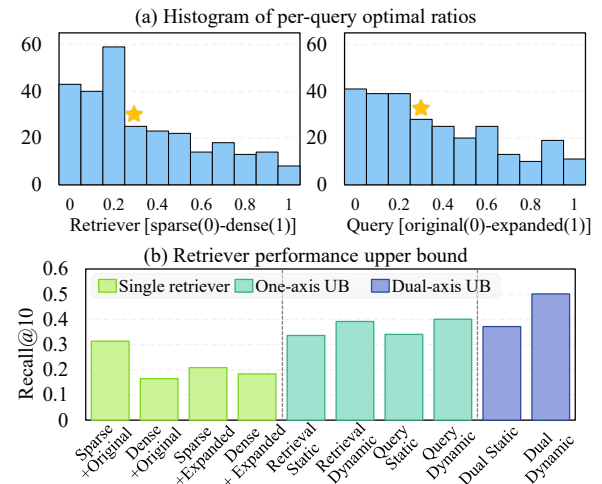 (a) Histogram of per-query optimal ratios
60
40
20
0
0 0.2 0.4 0.6 0.8 1
Retriever [sparse(0)-dense(1)]
60
40
20
0
0 0.2 0.4 0.6 0.8 1
Query [original(0)-expanded(1)]
(b) Retriever performance upper bound
Recall@10
0.6
0.5
0.4
0.3
0.2
0.1
0
Single retriever
One-axis UB
Dual-axis UB
Sparse
+Original
Dense
+Original
Sparse
+Expanded
Dense
+ Expanded
Retrieval
Static
Retrieval
Dynamic
Query
Static
Query
Dynamic
Dual Static
Dual
Dynamic